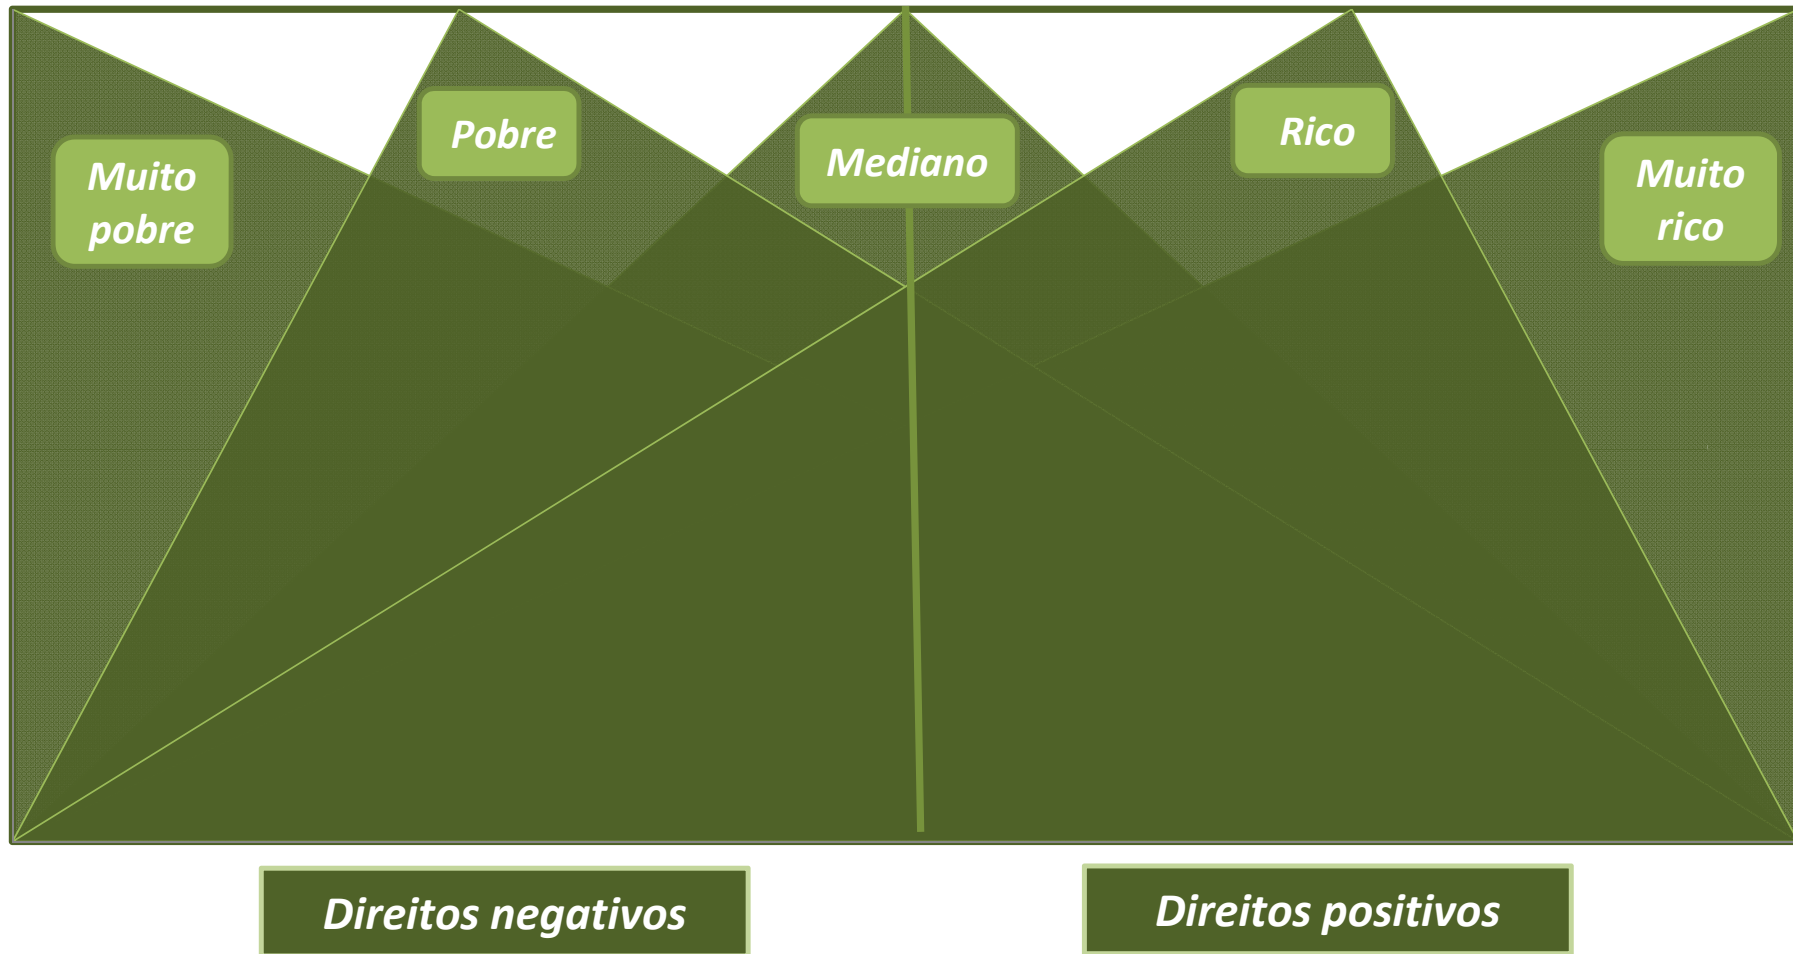 Muito
pobre
Pobre
Mediano
Rico
Muito
rico
Direitos negativos
Direitos positivos